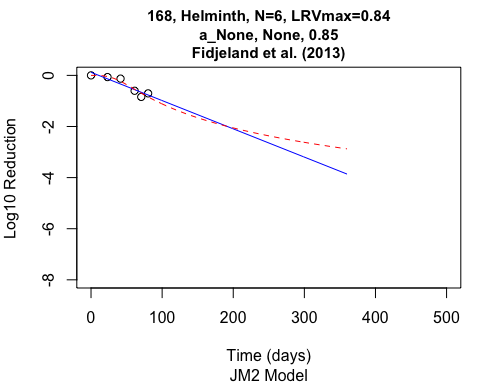 168, Helminth, N=6, LRVmax=0.84
a_None, None, 0.85
Fidjeland et al. (2013)
Log10 Reduction
0
-2
-4
-6
-8
0 100 200 300 400 500
Time (days)
JM2 Model